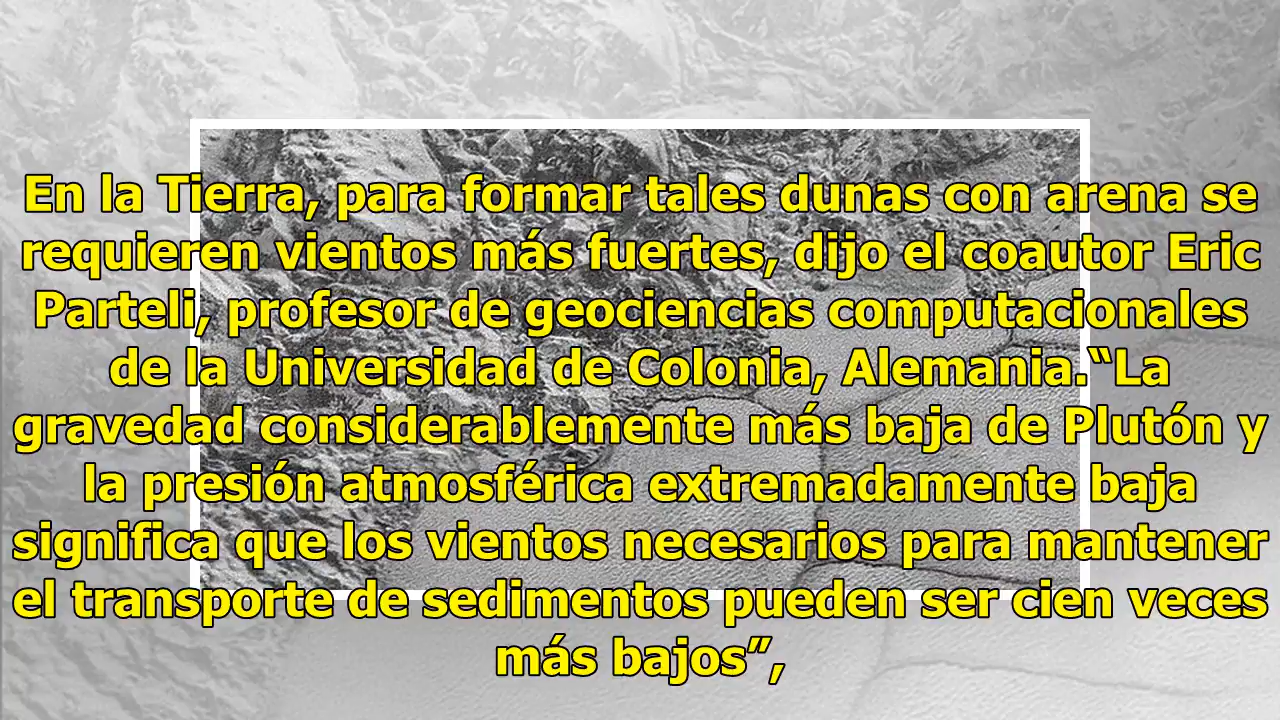 En la Tierra, para formar tales dunas con arena se
requieren vientos más fuertes, dijo el coautor Eric
Parteli, profesor de geociencias computacionales
de la Universidad de Colonia, Alemania.“La
gravedad considerablemente más baja de Plutón y
la presión atmosférica extremadamente baja
significa que los vientos necesarios para mantener
el transporte de sedimentos pueden ser cien veces
más bajos”,